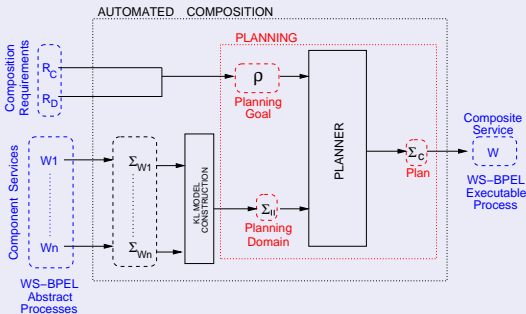 AUTOMATED COMPOSITION
PLANNING
Composition
Requirements
R_C
R_D
ρ
Planning
Goal
PLANNER
Composite
Service
W
WS-BPEL
Executable
Process
Σ_C
Plan
Component Services
W1
Wn
Σ_W1
Σ_Wn
KL MODEL
CONSTRUCTION
Σ_II
Planning
Domain
WS-BPEL
Abstract
Processes